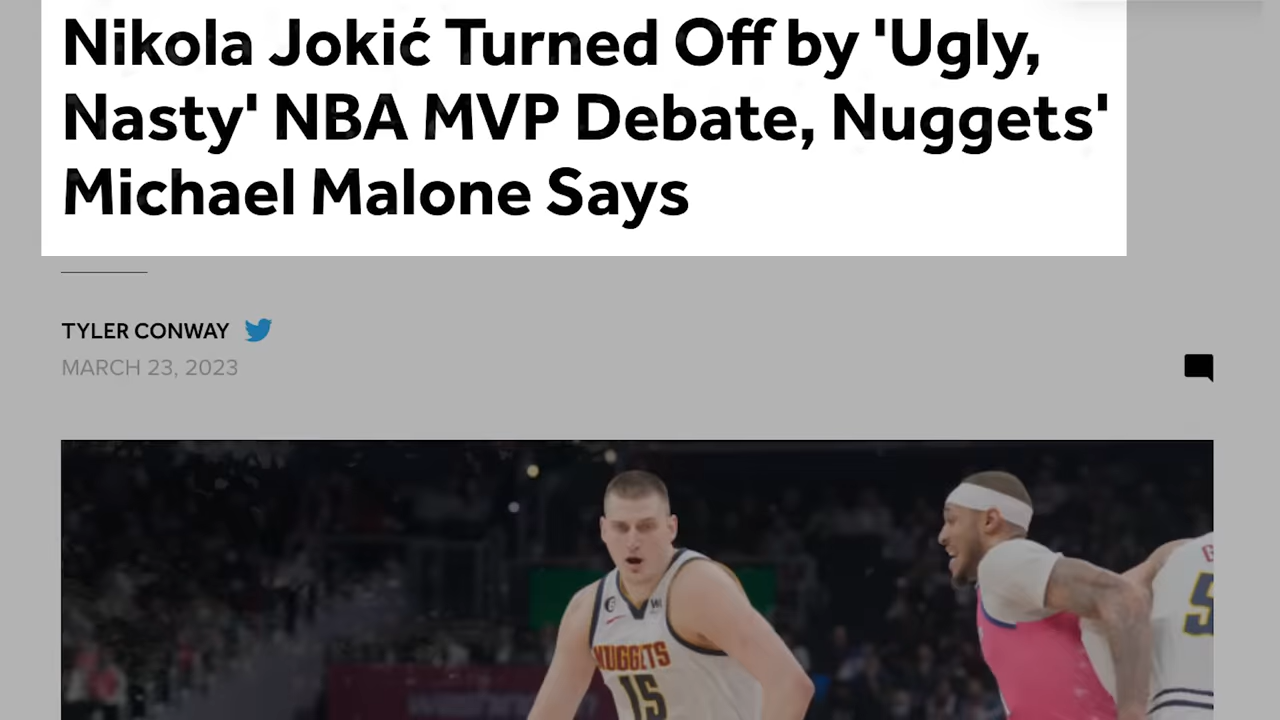 Nikola Jokić Turned Off by 'Ugly,
Nasty' NBA MVP Debate, Nuggets'
Michael Malone Says
TYLER CONWAY
MARCH 23, 2023
NUGGETS
15
5